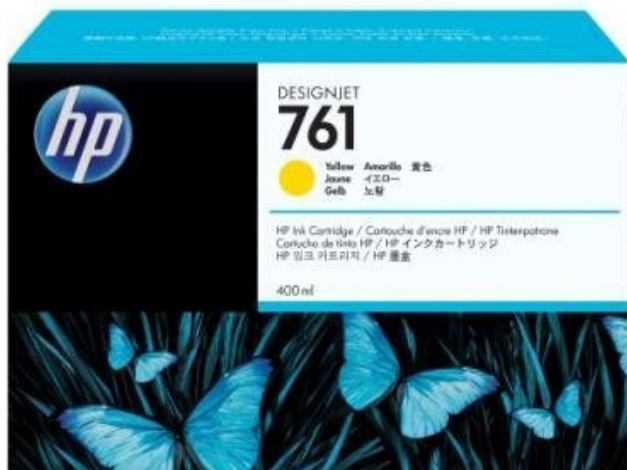 hp
DESIGNJET
761
Yellow Amarillo 黄色
Jaune イエロー
Gelb 노랑
HP Ink Cartridge / Cartouche d'encre HP / HP Tintenpatrone
Cartucho de tinta HP / HP インクカートリッジ
HP 잉크 카트리지 / HP 墨盒
400 ml